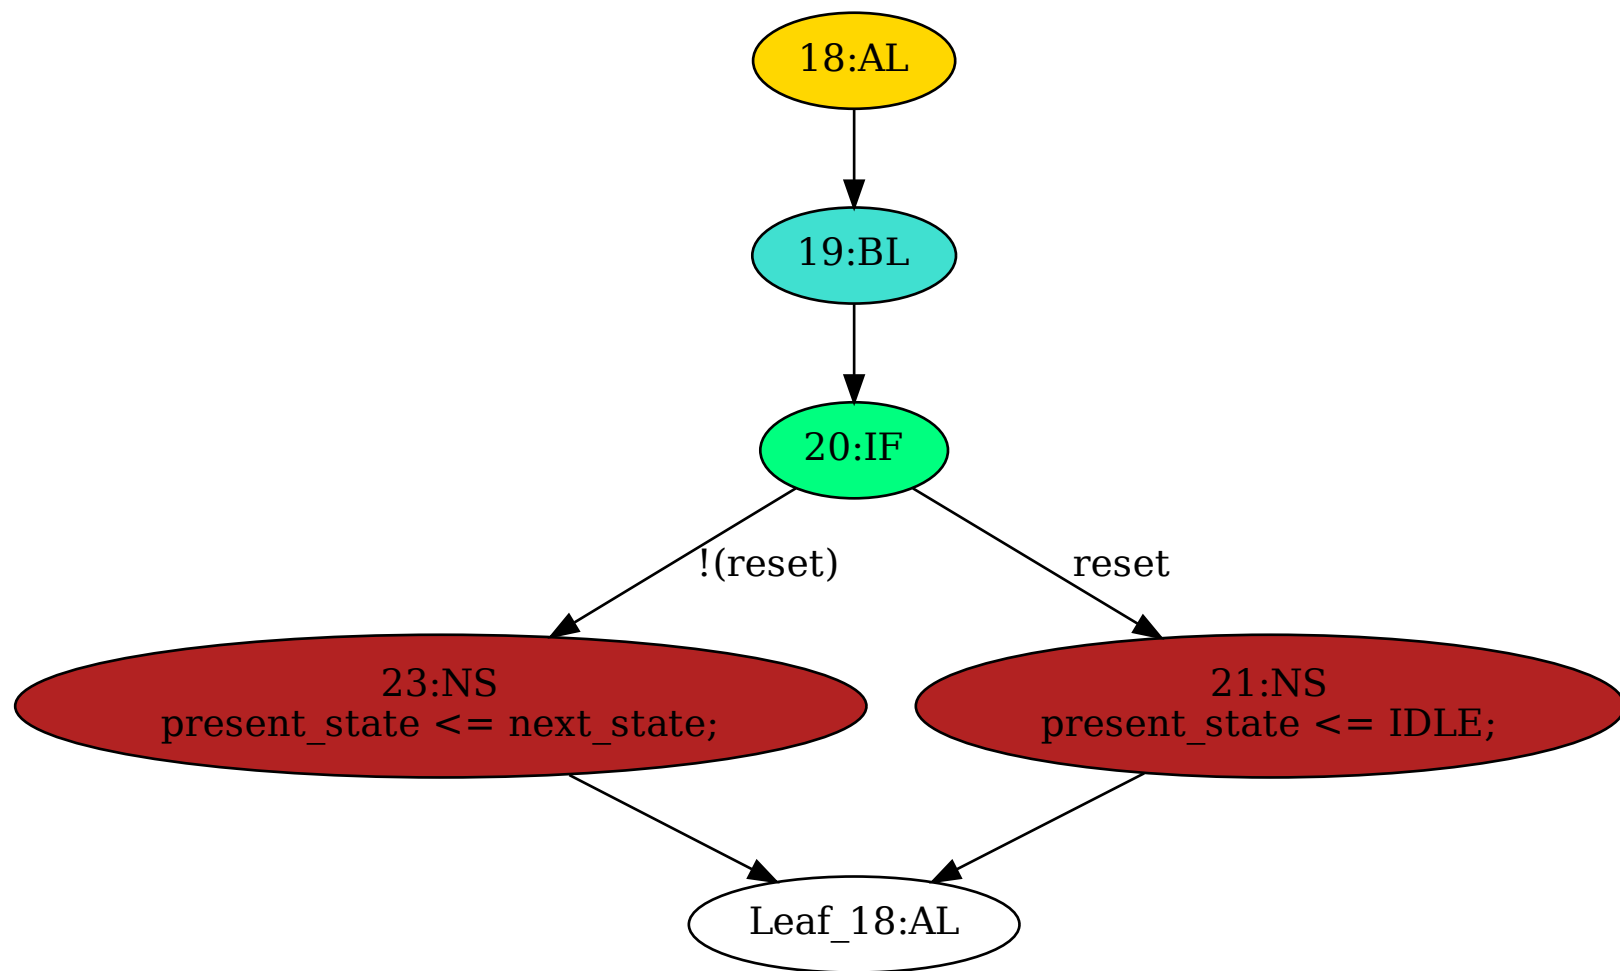 18:AL
19:BL
20:IF
!(reset)
reset
23:NS
present_state <= next_state;
21:NS
present_state <= IDLE;
Leaf_18:AL